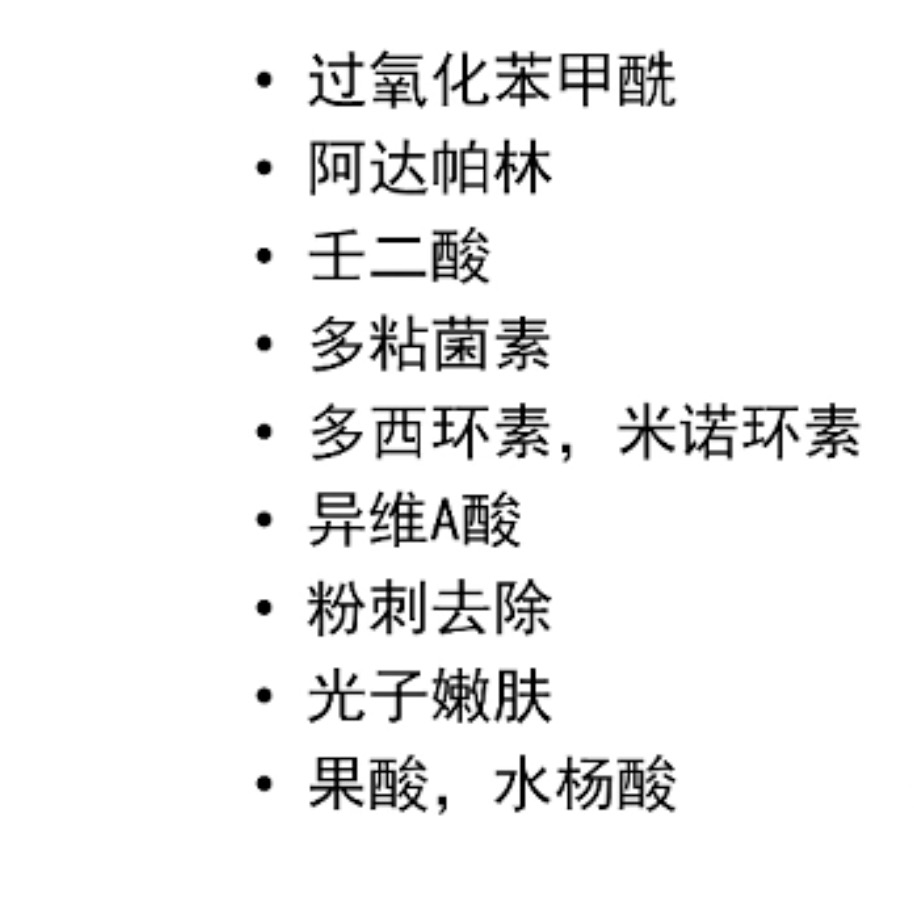 • 过氧化苯甲酰
• 阿达帕林
• 壬二酸
• 多粘菌素
• 多西环素，米诺环素
• 异维A酸
• 粉刺去除
• 光子嫩肤
• 果酸，水杨酸